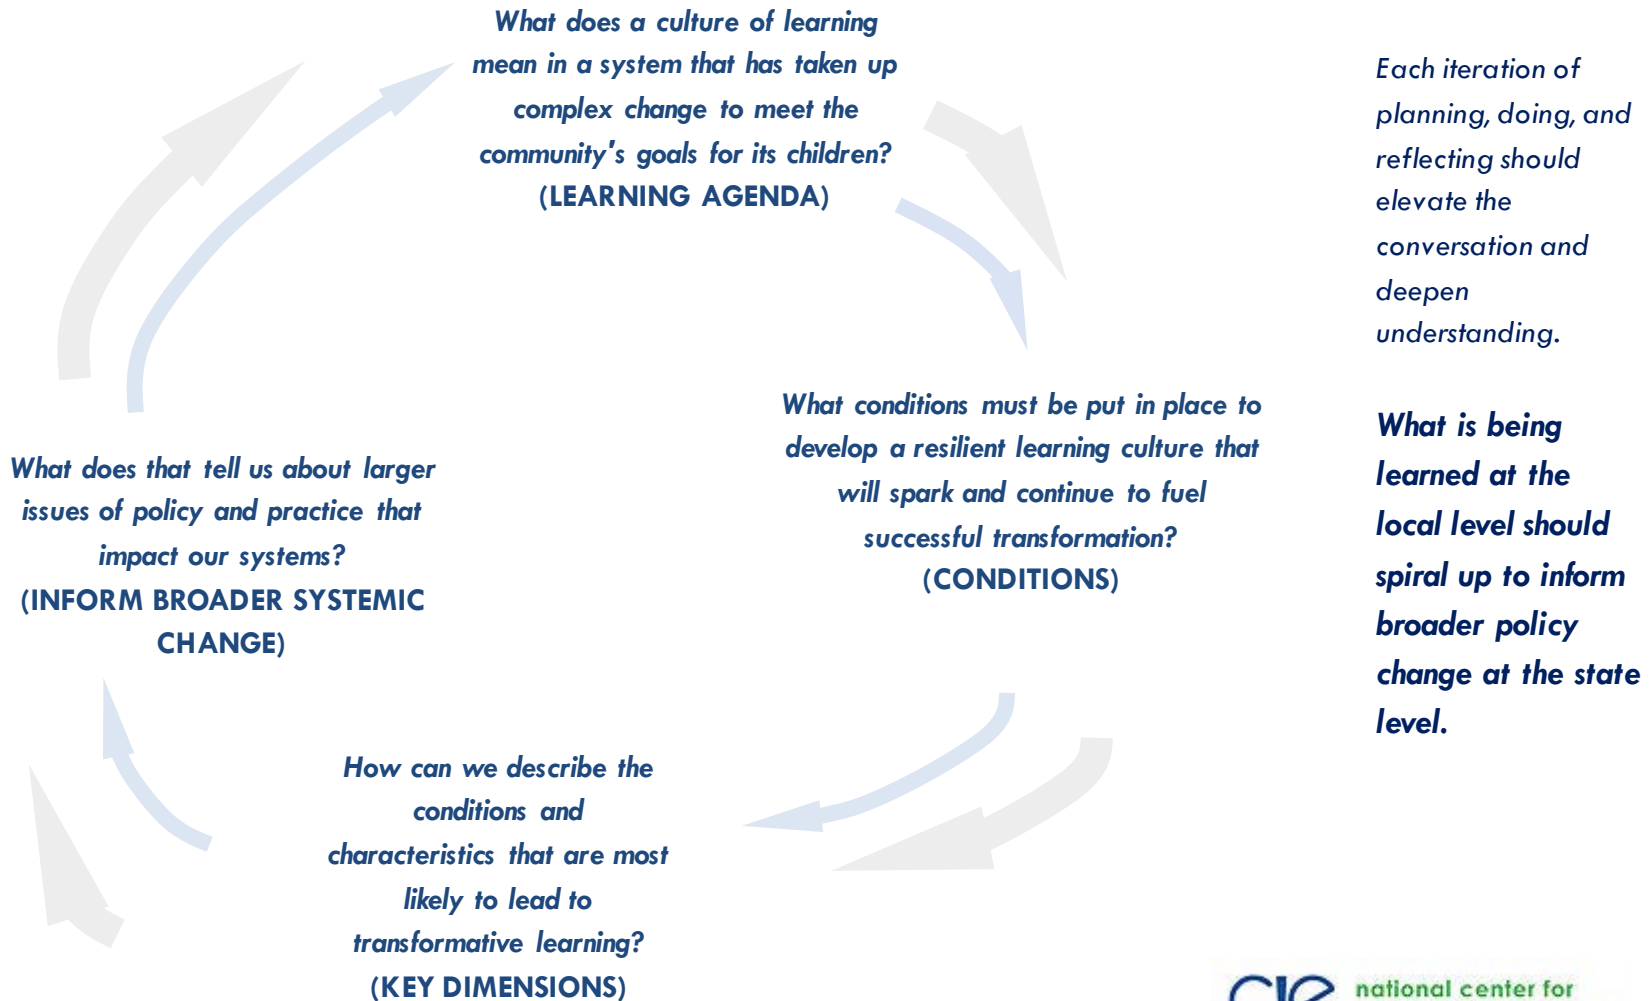 What does a culture of learning
mean in a system that has taken up
complex change to meet the
community's goals for its children?
(LEARNING AGENDA)
What conditions must be put in place to
develop a resilient learning culture that
will spark and continue to fuel
successful transformation?
(CONDITIONS)
How can we describe the
conditions and
characteristics that are most
likely to lead to
transformative learning?
(KEY DIMENSIONS)
What does that tell us about larger
issues of policy and practice that
impact our systems?
(INFORM BROADER SYSTEMIC
CHANGE)
Each iteration of
planning, doing, and
reflecting should
elevate the
conversation and
deepen
understanding.
What is being
learned at the
local level should
spiral up to inform
broader policy
change at the state
level.
cie
national center for